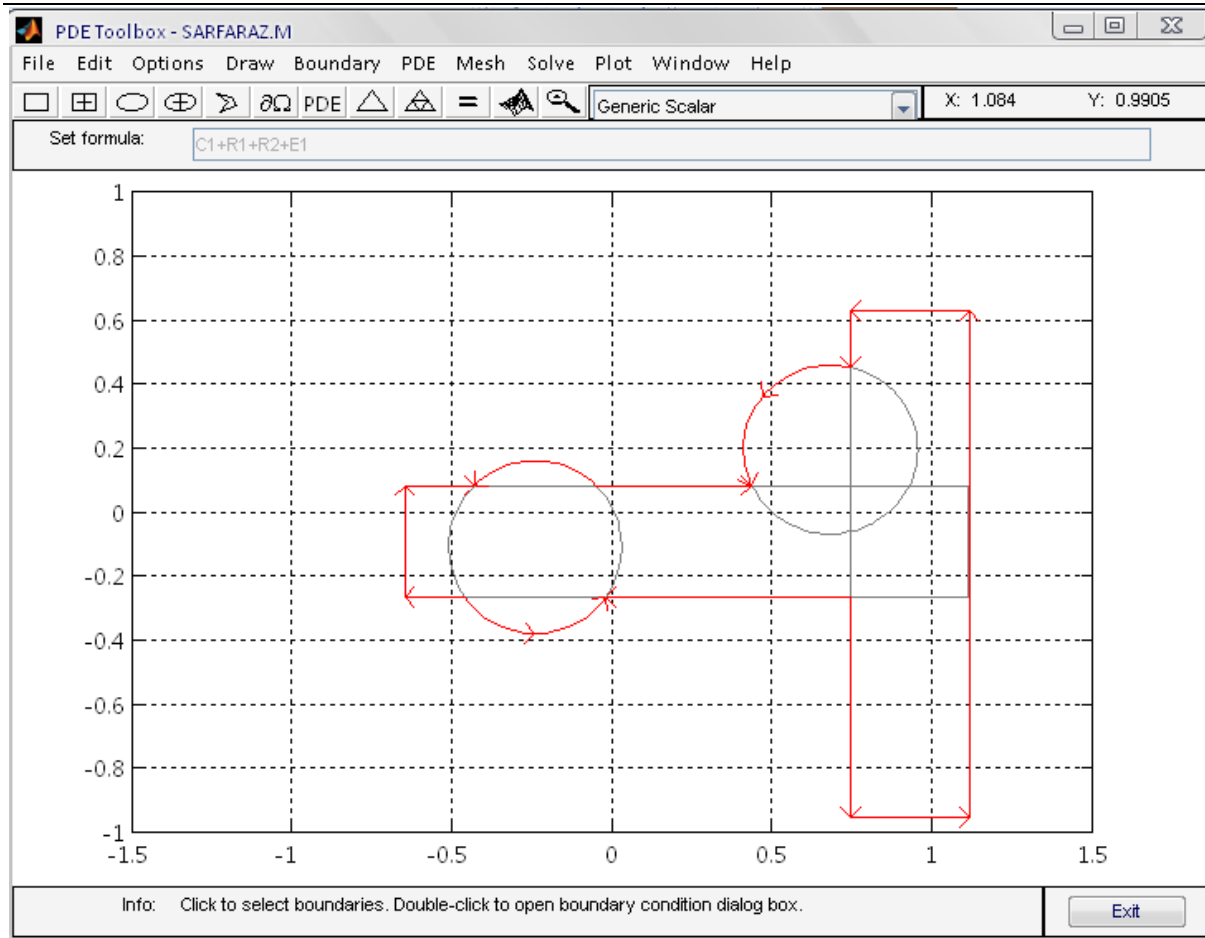 PDE Toolbox - SARFARAZ.M
File Edit Options Draw Boundary PDE Mesh Solve Plot Window Help
∂Ω PDE = Generic Scalar X: 1.084 Y: 0.9905
Set formula: C1+R1+R2+E1
1
0.8
0.6
0.4
0.2
0
-0.2
-0.4
-0.6
-0.8
-1
-1.5 -1 -0.5 0 0.5 1 1.5
Info: Click to select boundaries. Double-click to open boundary condition dialog box. Exit